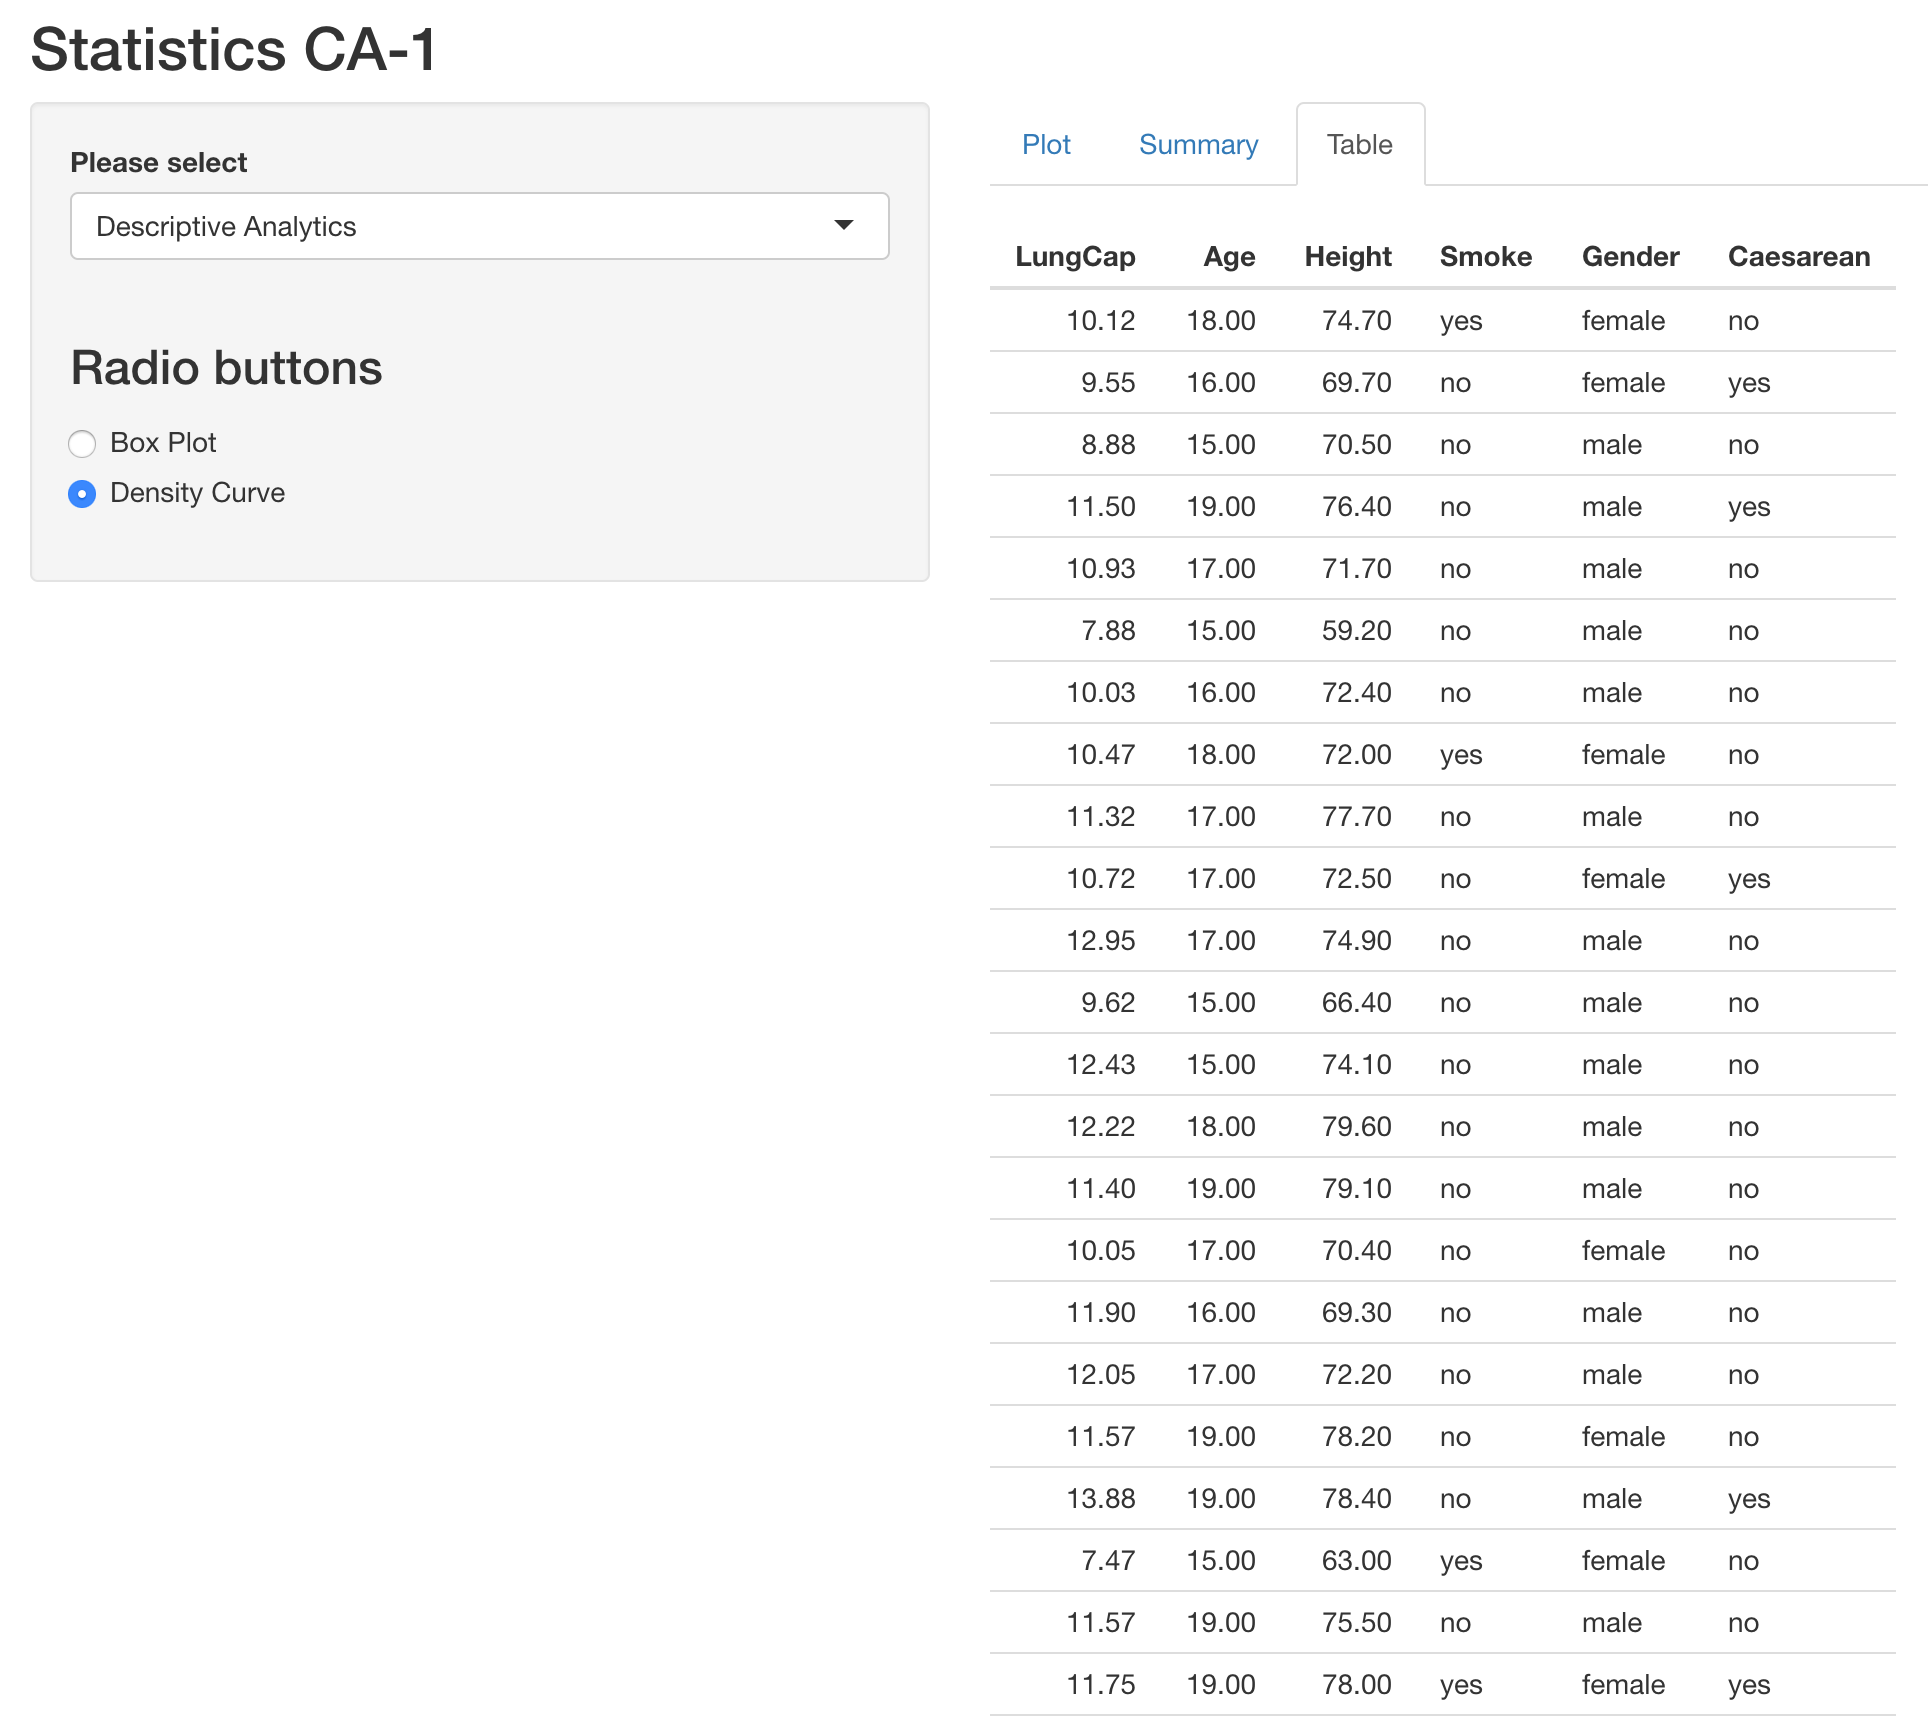 Statistics CA-1
Please select
Descriptive Analytics
Radio buttons
Box Plot
Density Curve
Plot Summary Table
LungCap Age Height Smoke Gender Caesarean
10.12 18.00 74.70 yes female no
9.55 16.00 69.70 no female yes
8.88 15.00 70.50 no male no
11.50 19.00 76.40 no male yes
10.93 17.00 71.70 no male no
7.88 15.00 59.20 no male no
10.03 16.00 72.40 no male no
10.47 18.00 72.00 yes female no
11.32 17.00 77.70 no male no
10.72 17.00 72.50 no female yes
12.95 17.00 74.90 no male no
9.62 15.00 66.40 no male no
12.43 15.00 74.10 no male no
12.22 18.00 79.60 no male no
11.40 19.00 79.10 no male no
10.05 17.00 70.40 no female no
11.90 16.00 69.30 no male no
12.05 17.00 72.20 no male no
11.57 19.00 78.20 no female no
13.88 19.00 78.40 no male yes
7.47 15.00 63.00 yes female no
11.57 19.00 75.50 no male no
11.75 19.00 78.00 yes female yes